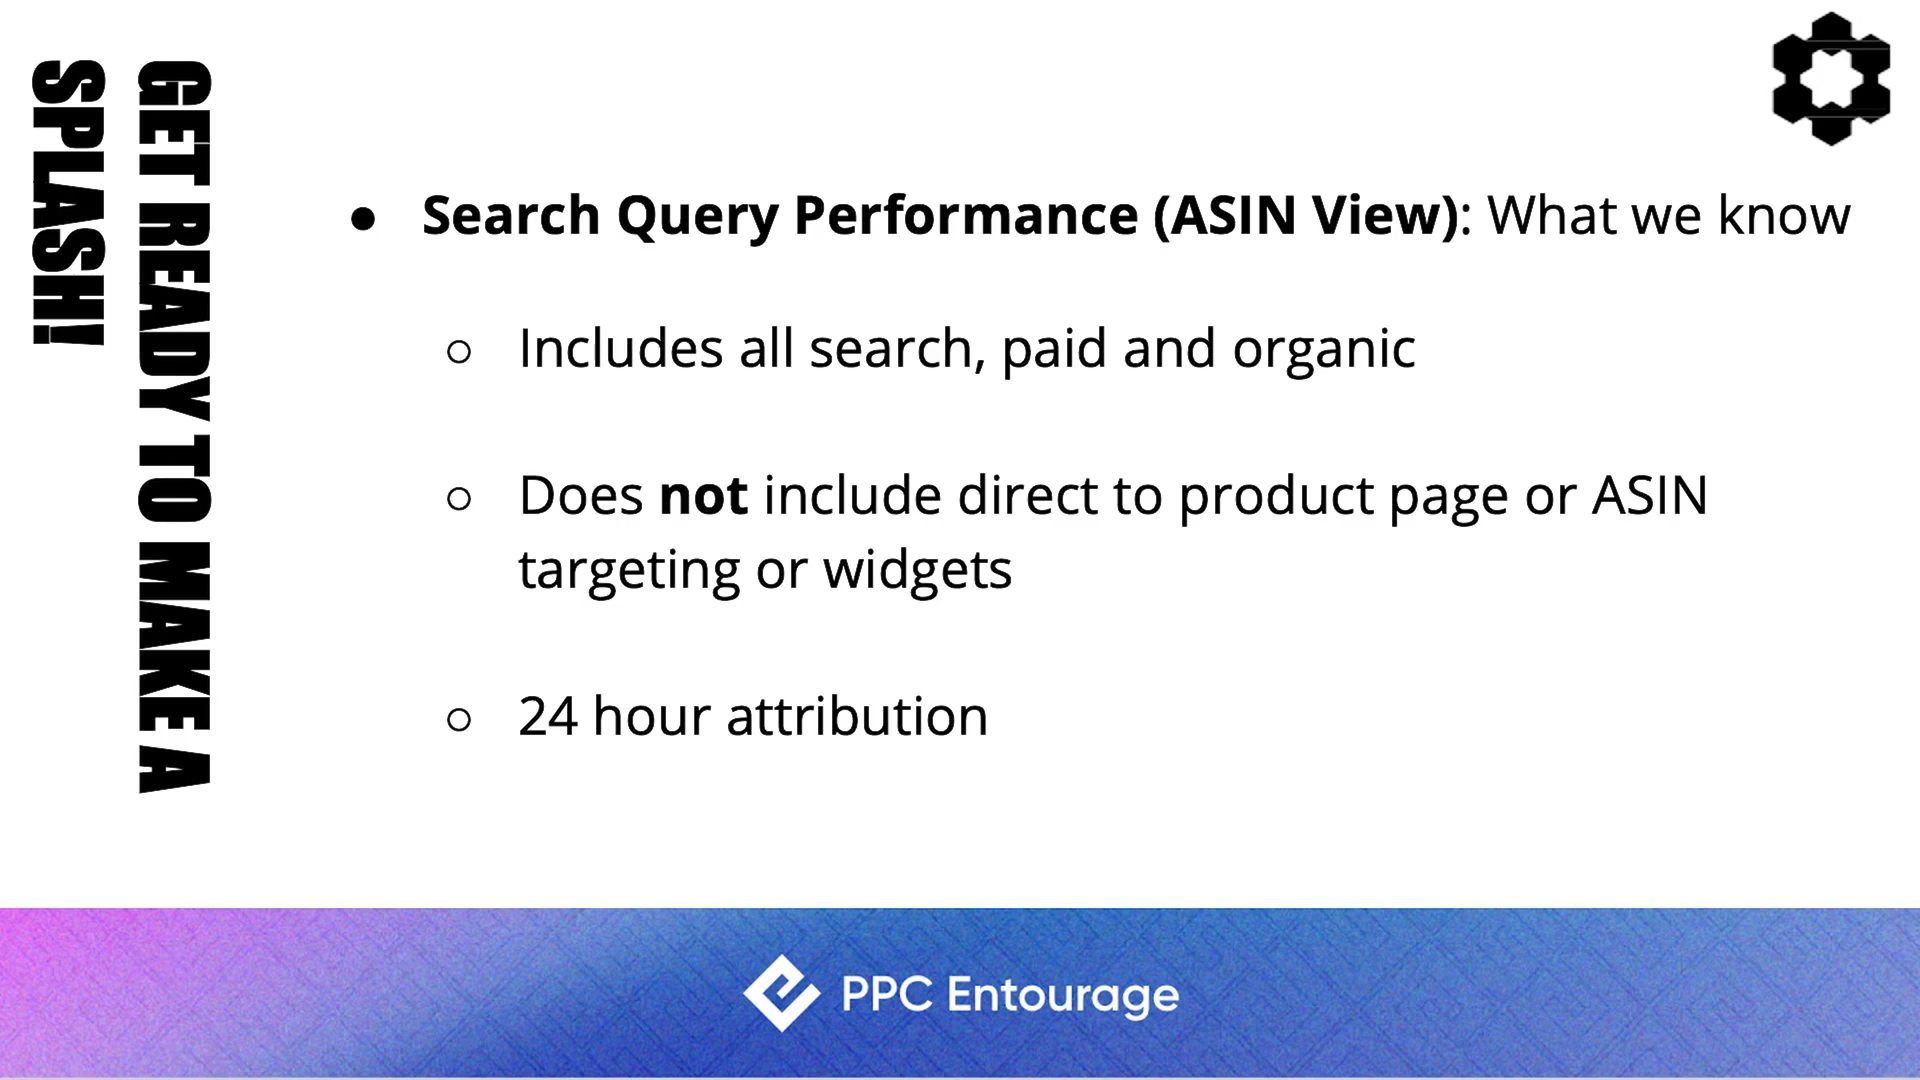 GET READY TO MAKE A
SPLASH!
● Search Query Performance (ASIN View): What we know
○ Includes all search, paid and organic
○ Does not include direct to product page or ASIN
targeting or widgets
○ 24 hour attribution
PPC Entourage